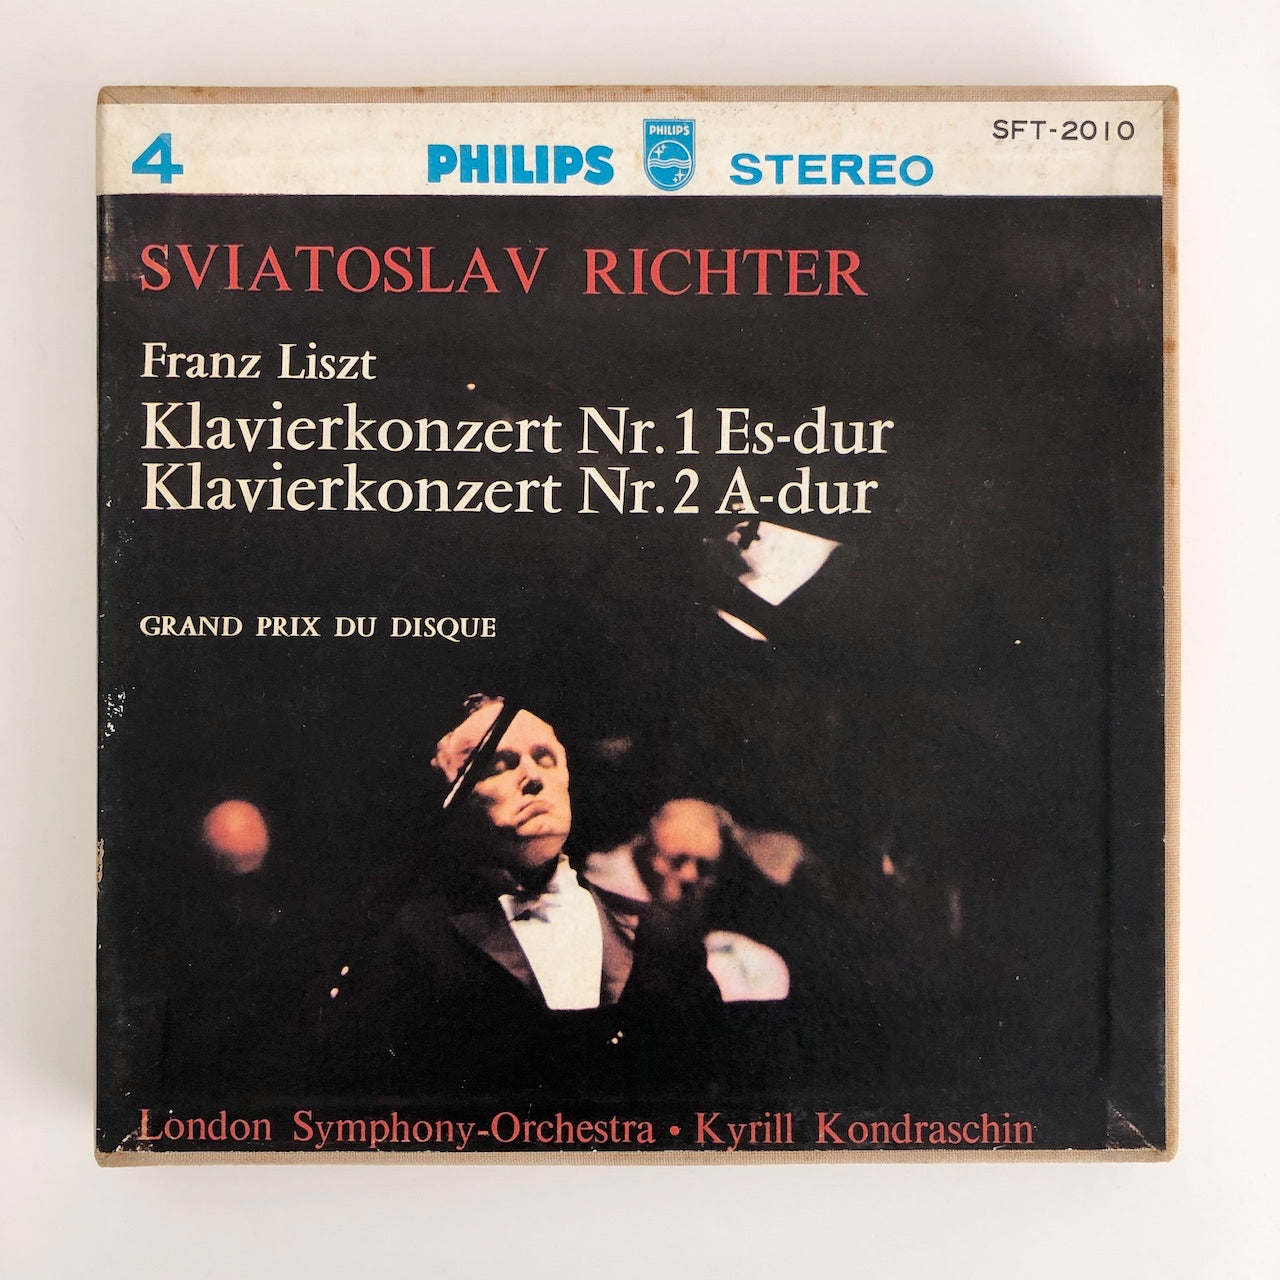 4 PHILIPS PHILIPS STEREO SFT-2010
SVIATOSLAV RICHTER
Franz Liszt
Klavierkonzert Nr. 1 Es-dur
Klavierkonzert Nr. 2 A-dur
GRAND PRIX DU DISQUE
London Symphony-Orchestra • Kyrill Kondraschin